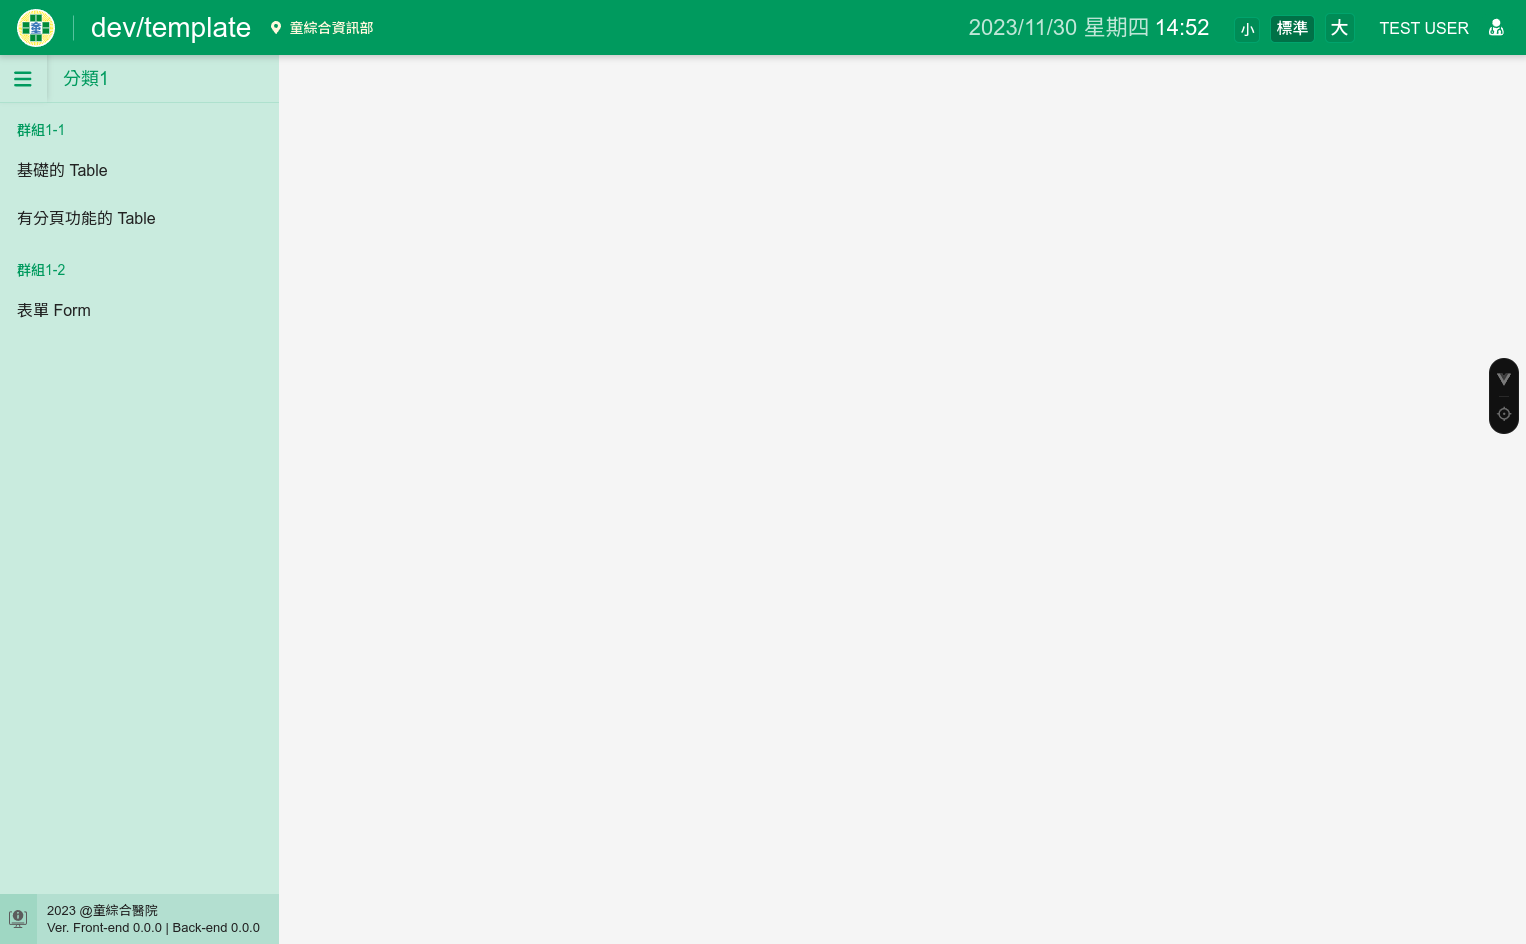 童
dev/template
童綜合資訊部
2023/11/30 星期四 14:52
小
標準
大
TEST USER
分類1
群組1-1
基礎的 Table
有分頁功能的 Table
群組1-2
表單 Form
2023 @童綜合醫院
Ver. Front-end 0.0.0 | Back-end 0.0.0